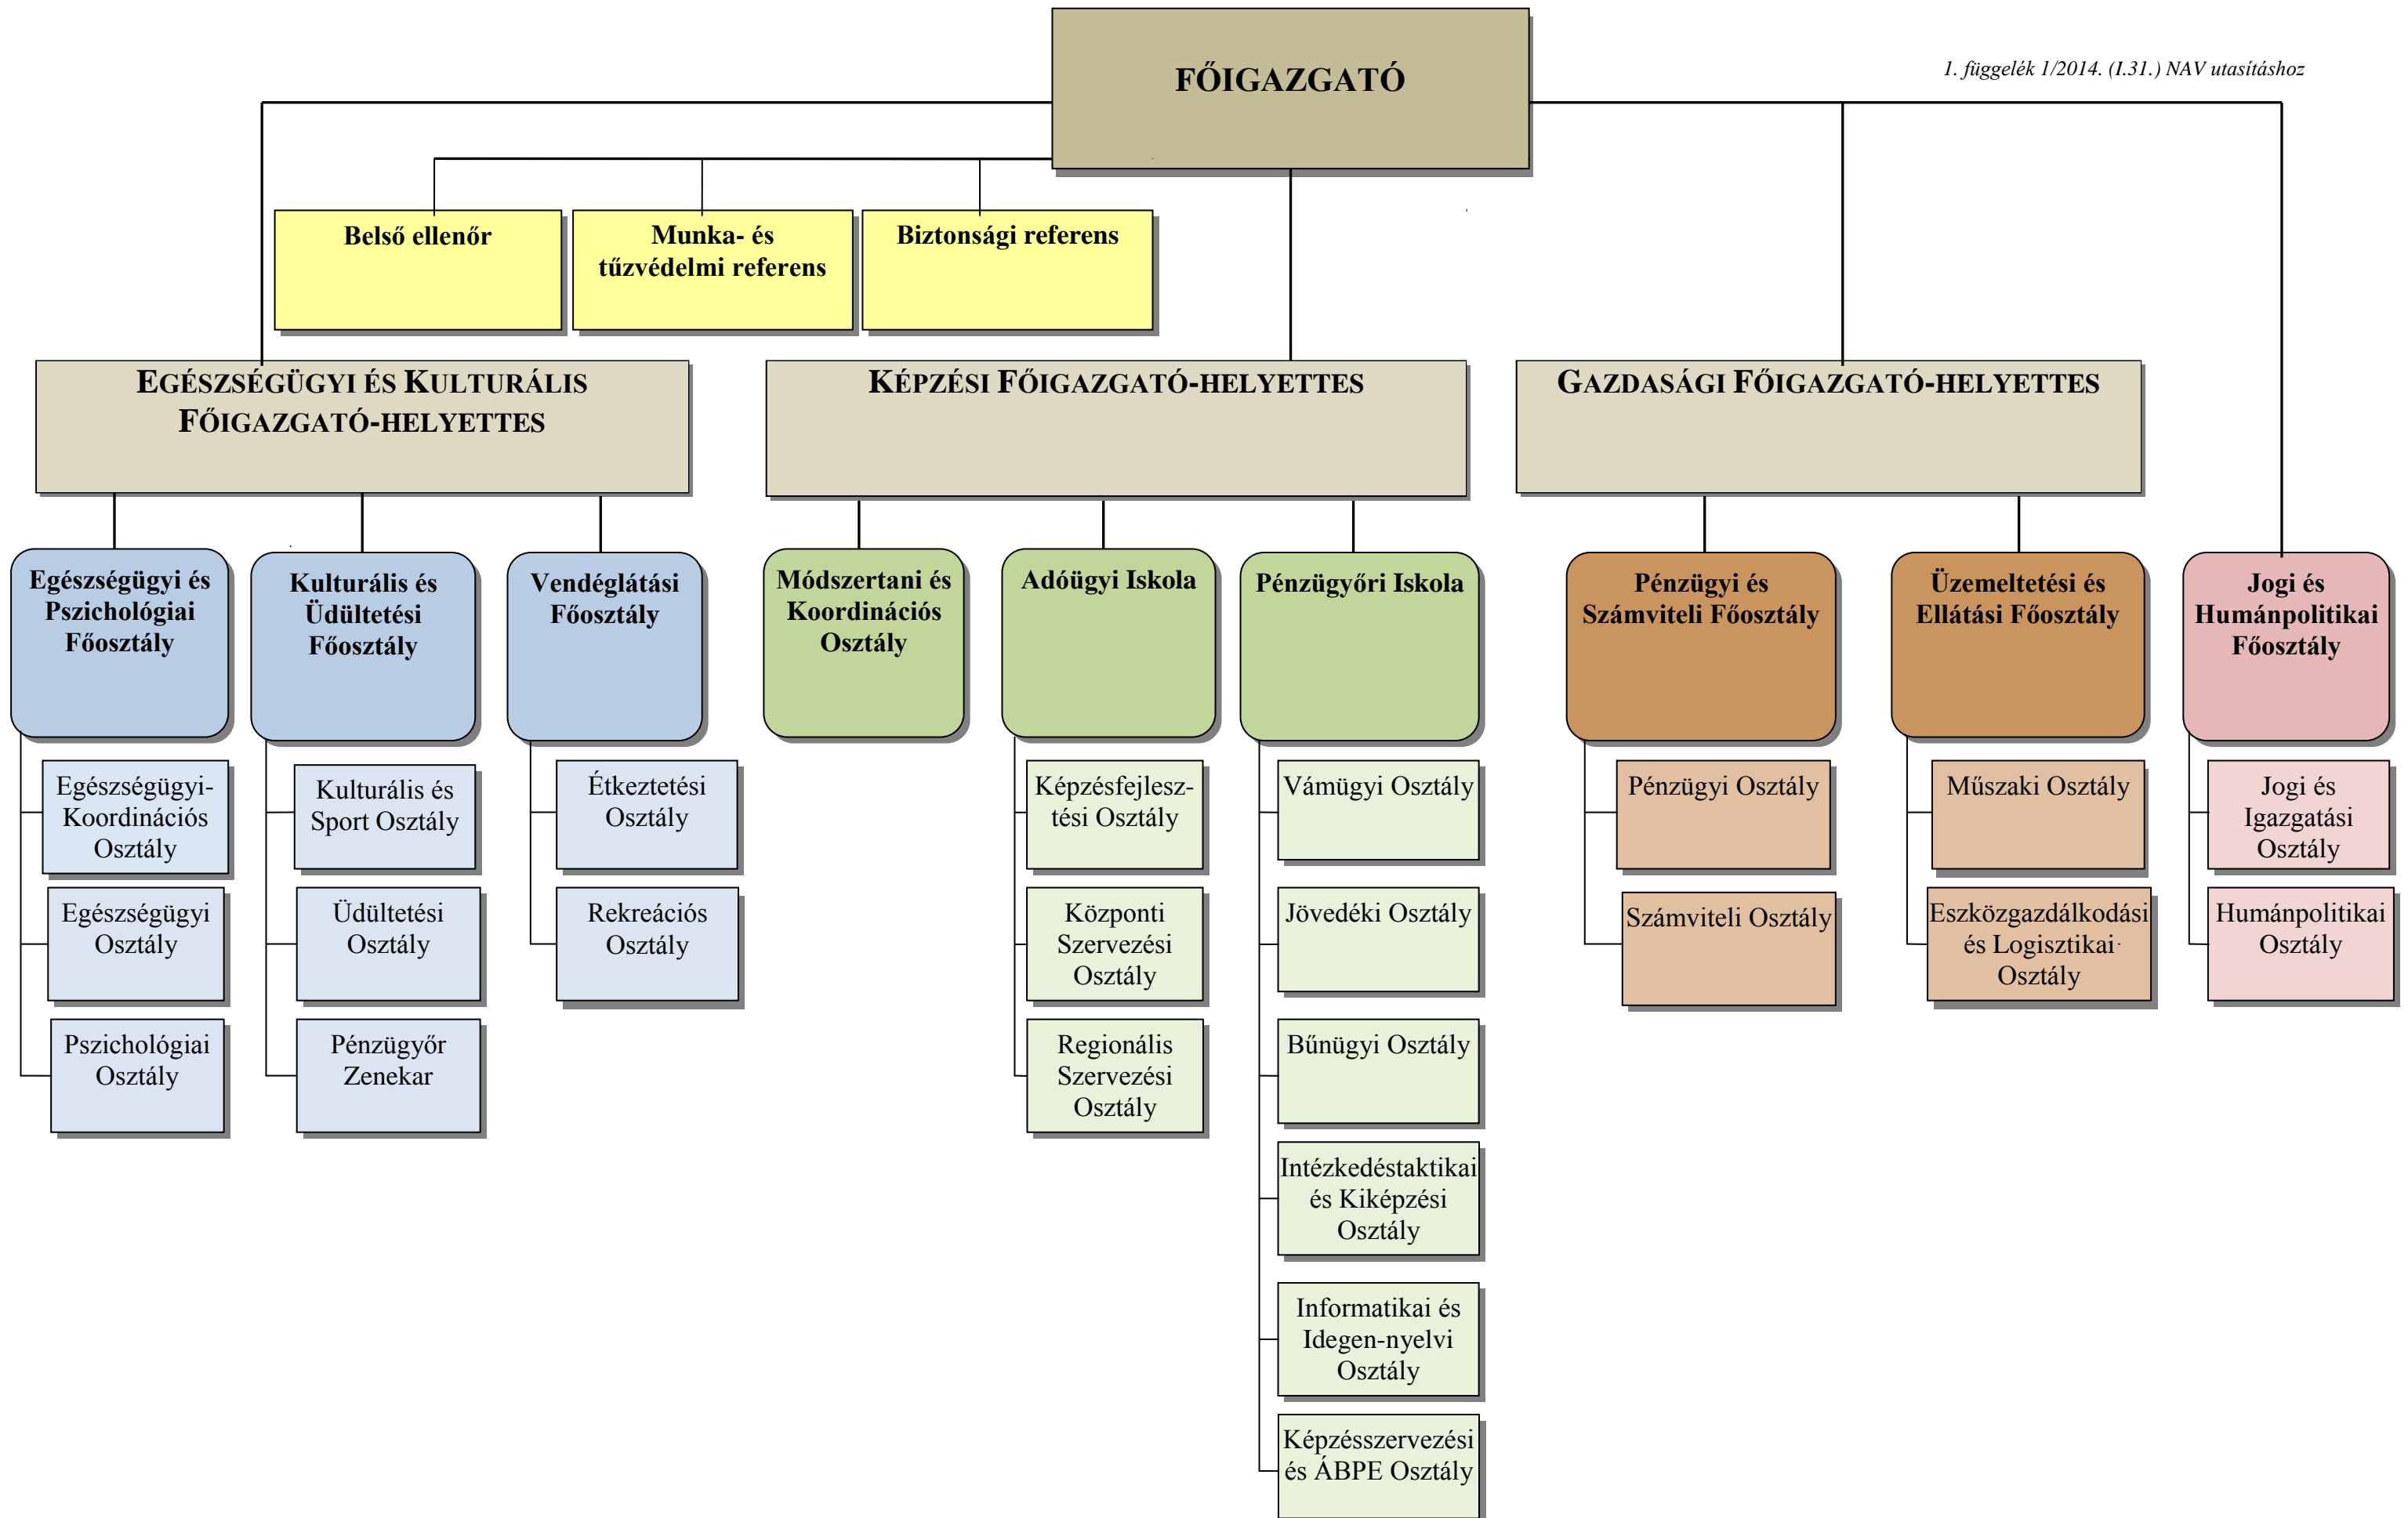 FŐIGAZGATÓ
1. függelék 1/2014. (I.31.) NAV utasításhoz
Belső ellenőr
Munka- és
tűzvédelmi referens
Biztonsági referens
EGÉSZSÉGÜGYI ÉS KULTURÁLIS
FŐIGAZGATÓ-HELYETTES
KÉPZÉSI FŐIGAZGATÓ-HELYETTES
GAZDASÁGI FŐIGAZGATÓ-HELYETTES
Egészségügyi és
Pszichológiai
Főosztály
Kulturális és
Üdültetési
Főosztály
Vendéglátási
Főosztály
Módszertani és
Koordinációs
Osztály
Adóügyi Iskola
Pénzügyőri Iskola
Pénzügyi és
Számviteli Főosztály
Üzemeltetési és
Ellátási Főosztály
Jogi és
Humánpolitikai
Főosztály
Egészségügyi-
Koordinációs
Osztály
Egészségügyi
Osztály
Pszichológiai
Osztály
Kulturális és
Sport Osztály
Üdültetési
Osztály
Pénzügyőr
Zenekar
Étkeztetési
Osztály
Rekreációs
Osztály
Képzésfejlesz-
tési Osztály
Központi
Szervezési
Osztály
Regionális
Szervezési
Osztály
Vámügyi Osztály
Jövedéki Osztály
Bűnügyi Osztály
Intézkedéstaktikai
és Kiképzési
Osztály
Informatikai és
Idegen-nyelvi
Osztály
Képzésszervezési
és ÁBPE Osztály
Pénzügyi Osztály
Számviteli Osztály
Műszaki Osztály
Eszközgazdálkodási
és Logisztikai
Osztály
Jogi és
Igazgatási
Osztály
Humánpolitikai
Osztály